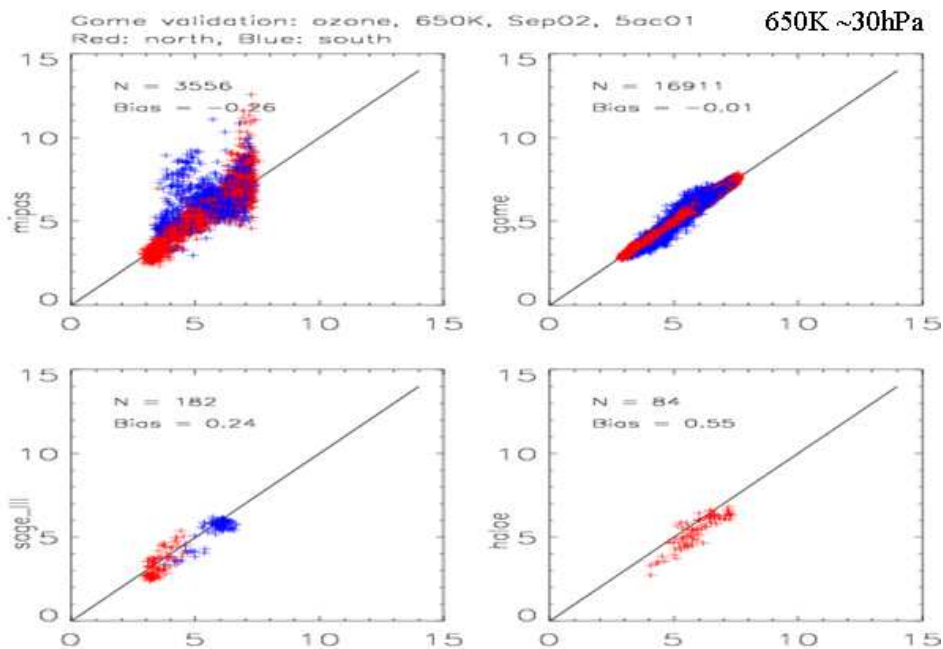 Gome validation: ozone, 650K, Sep02, 5ac01
650K ~30hPa
Red: north, Blue: south
15
10
5
0
mipas
N = 3556
Bias = -0.26
0 5 10 15
15
10
5
0
gome
N = 16911
Bias = -0.01
0 5 10 15
15
10
5
0
sage_III
N = 182
Bias = 0.24
0 5 10 15
15
10
5
0
haloe
N = 84
Bias = 0.55
0 5 10 15